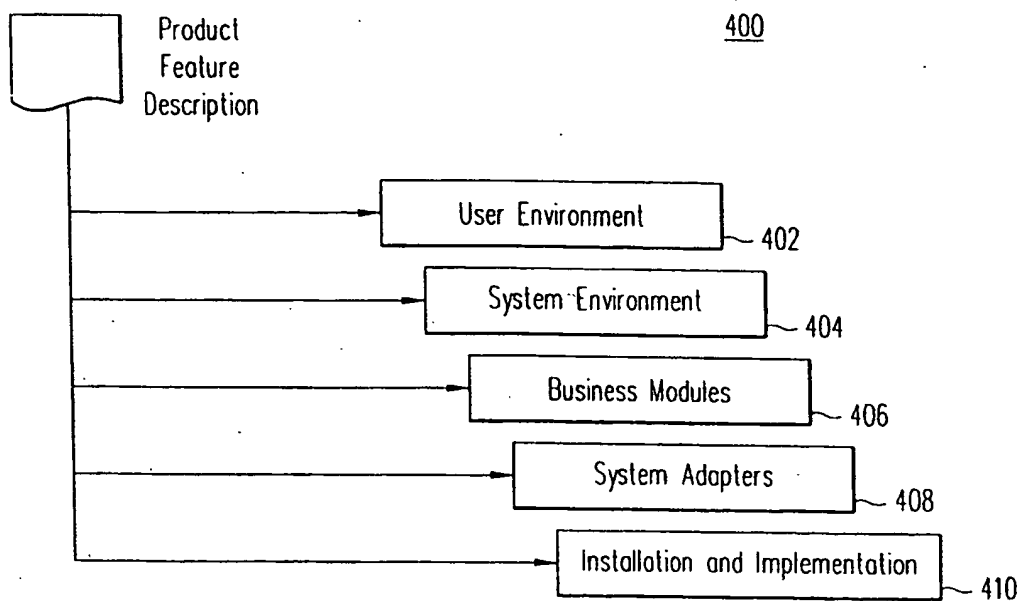 Product
Feature
Description
400
User Environment
402
System Environment
404
Business Modules
406
System Adapters
408
Installation and Implementation
410